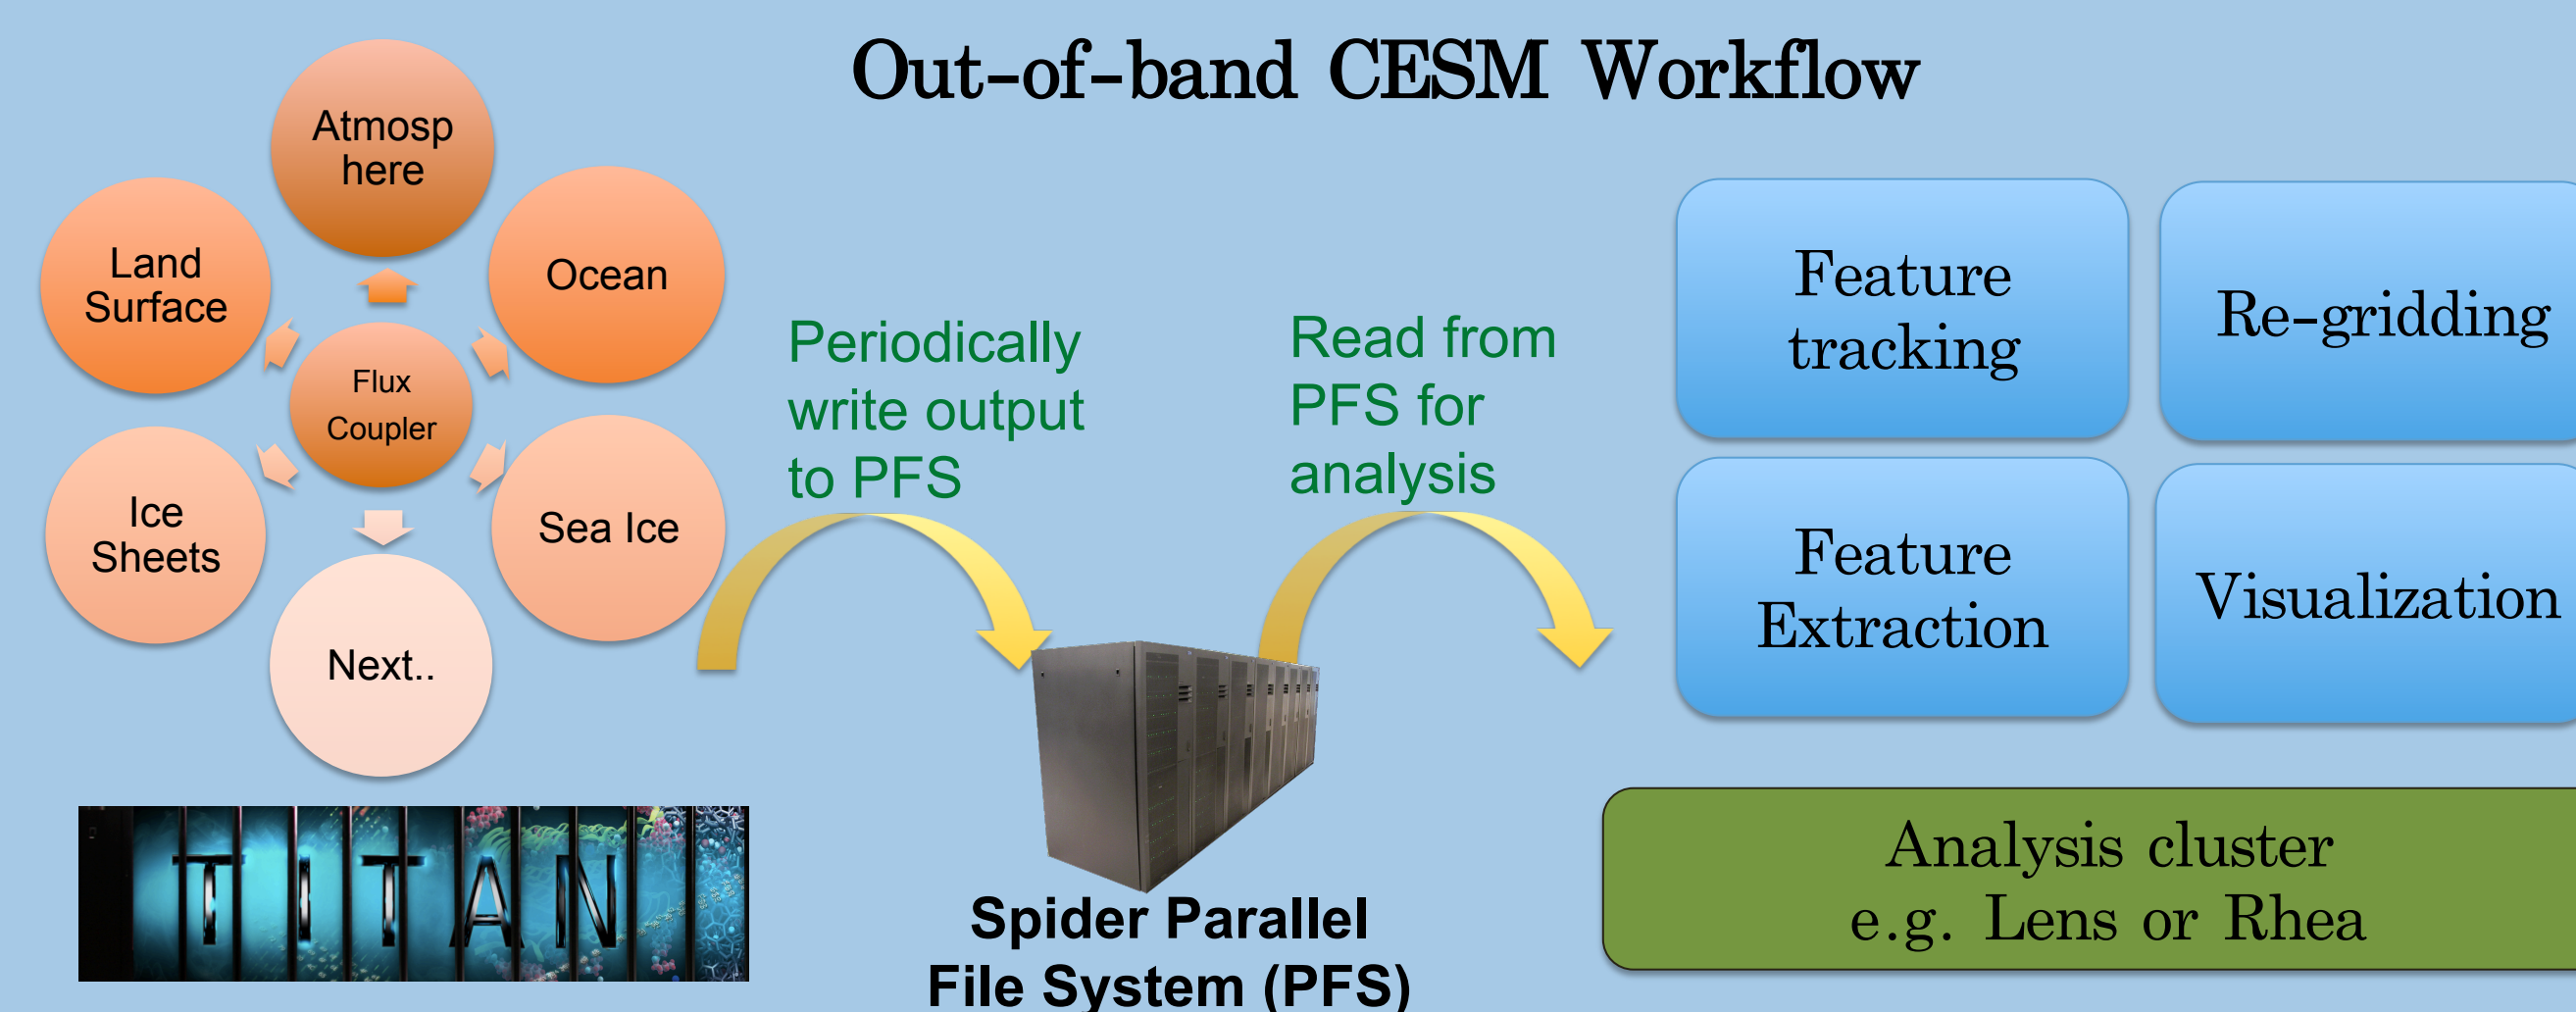 Out-of-band CESM Workflow
Atmosp
here
Land
Surface
Ocean
Flux
Coupler
Ice
Sheets
Sea Ice
Next..
TITAN
Periodically
write output
to PFS
Spider Parallel
File System (PFS)
Read from
PFS for
analysis
Feature
tracking
Re-gridding
Feature
Extraction
Visualization
Analysis cluster
e.g. Lens or Rhea